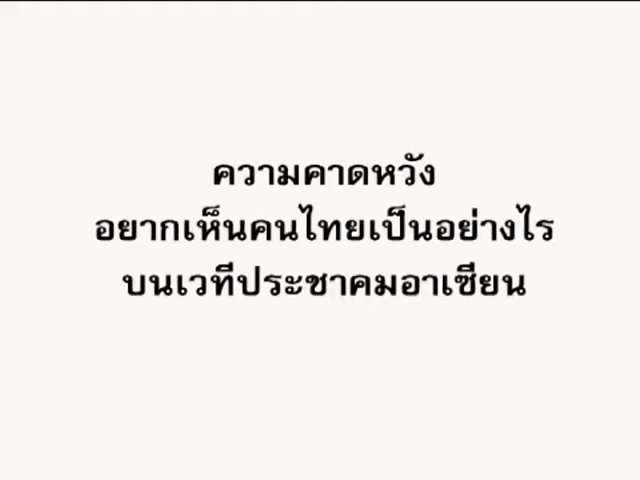 ความคาดหวัง
อยากเห็นคนไทยเป็นอย่างไร
บนเวทีประชาคมอาเซียน